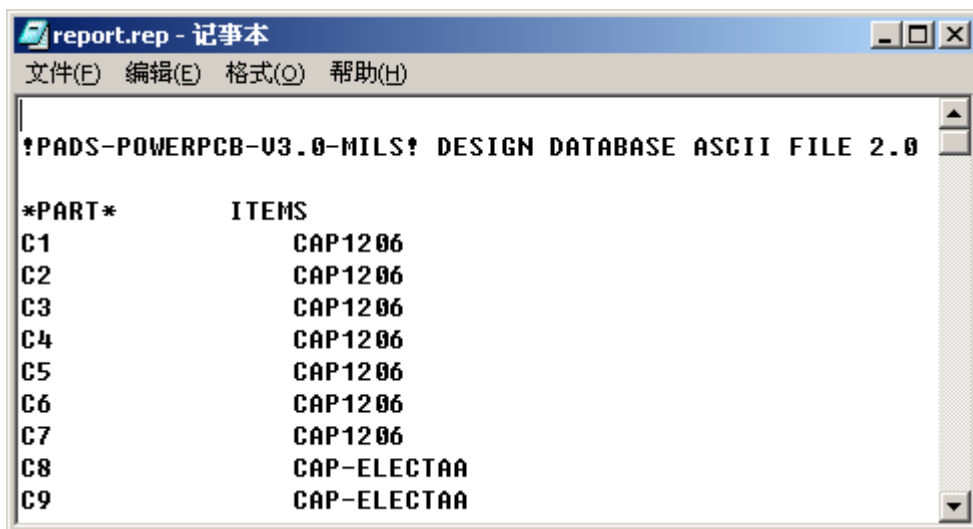 report.rep - 记事本
文件(F) 编辑(E) 格式(O) 帮助(H)
!PADS-POWERPCB-V3.0-MILS! DESIGN DATABASE ASCII FILE 2.0
*PART* ITEMS
C1 CAP1206
C2 CAP1206
C3 CAP1206
C4 CAP1206
C5 CAP1206
C6 CAP1206
C7 CAP1206
C8 CAP-ELECTAA
C9 CAP-ELECTAA